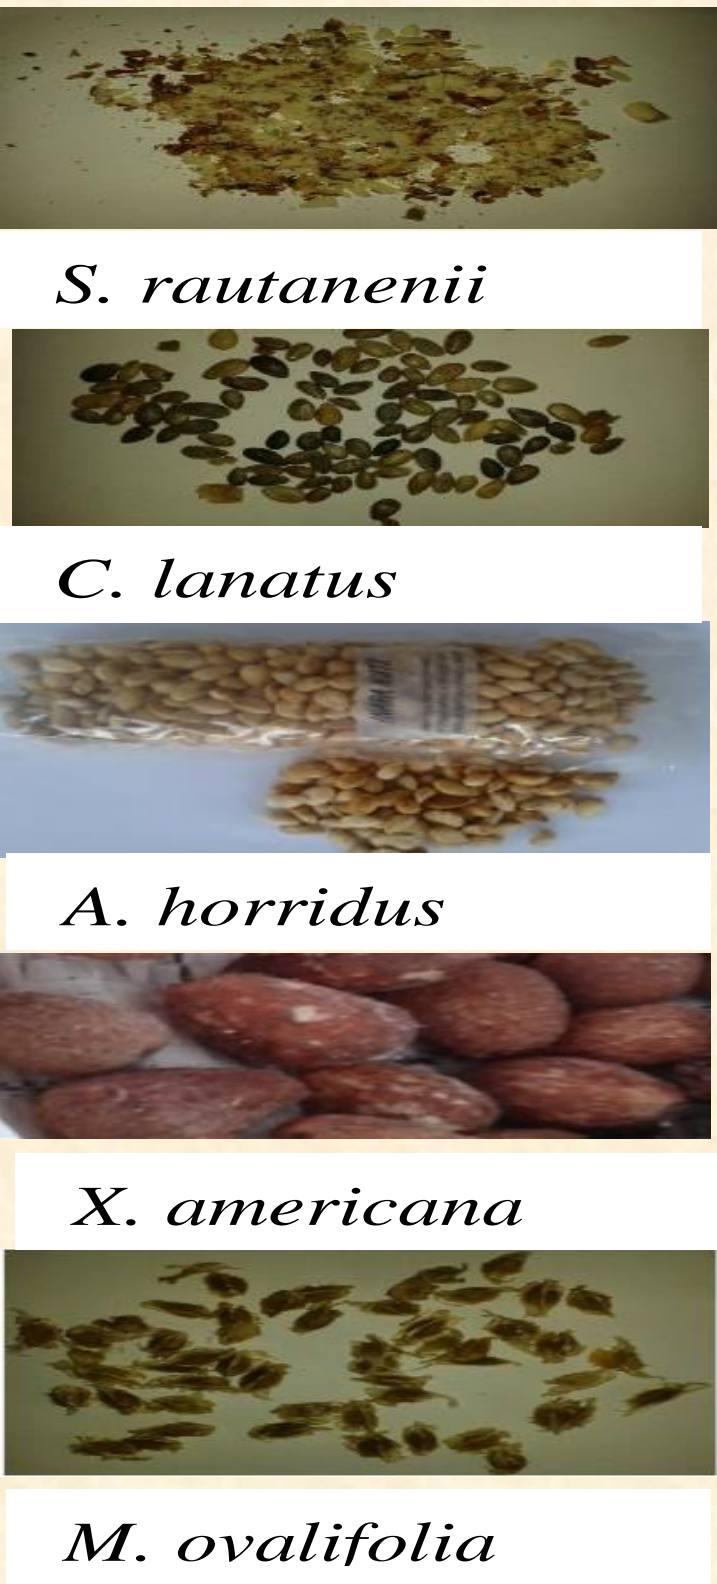 S. rautanenii
C. lanatus
A. horridus
X. americana
M. ovalifolia